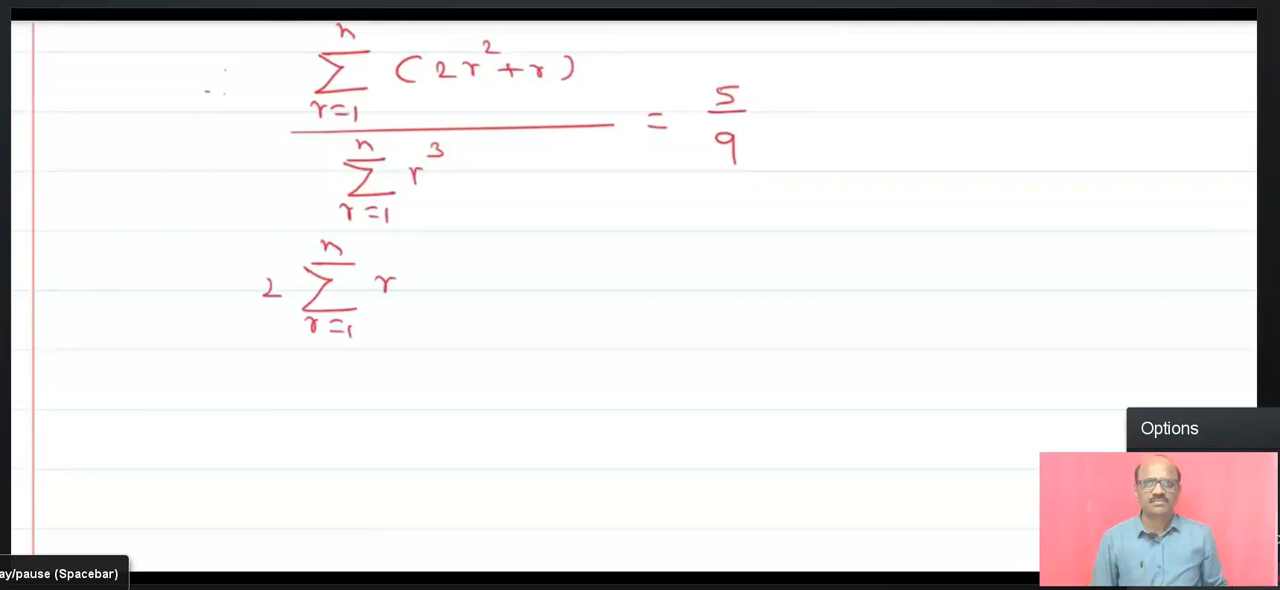 ∴ n
∑ (2r²+r)
r=1
= 5/9
n
∑ r³
r=1
n
2 ∑ r
r=1
Options
ay/pause (Spacebar)